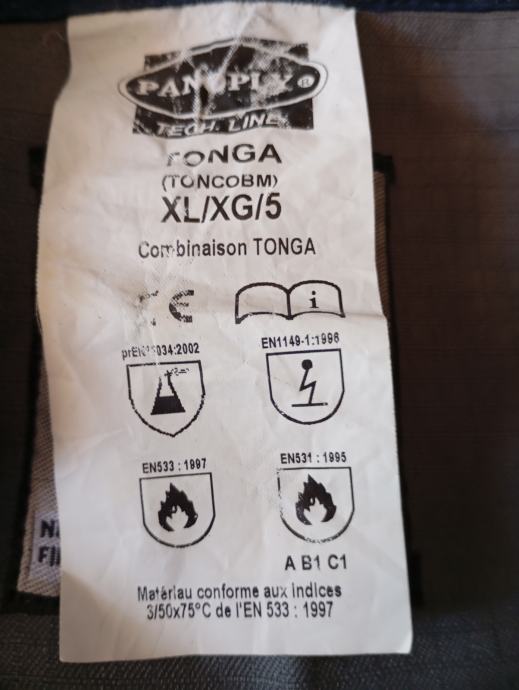 PANOPLY®
TECH. LINE
TONGA
(TONCOBM)
XL/XG/5
Combinaison TONGA
CE
i
EN1149-1:1996
EN533 : 1997
EN531 : 1995
A B1 C1
Matériau conforme aux indices
3/50x75°C de l'EN 533 : 1997